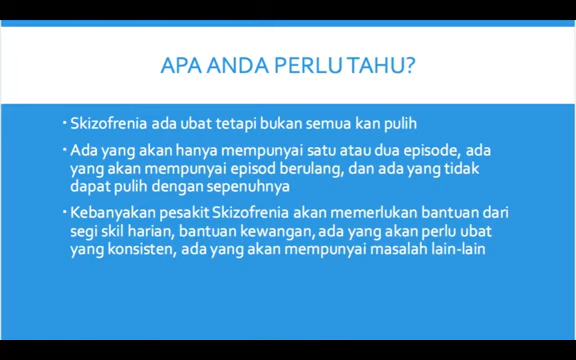 APA ANDA PERLU TAHU?
• Skizofrenia ada ubat tetapi bukan semua kan pulih
• Ada yang akan hanya mempunyai satu atau dua episode, ada
yang akan mempunyai episod berulang, dan ada yang tidak
dapat pulih dengan sepenuhnya
• Kebanyakan pesakit Skizofrenia akan memerlukan bantuan dari
segi skil harian, bantuan kewangan, ada yang akan perlu ubat
yang konsisten, ada yang akan mempunyai masalah lain-lain